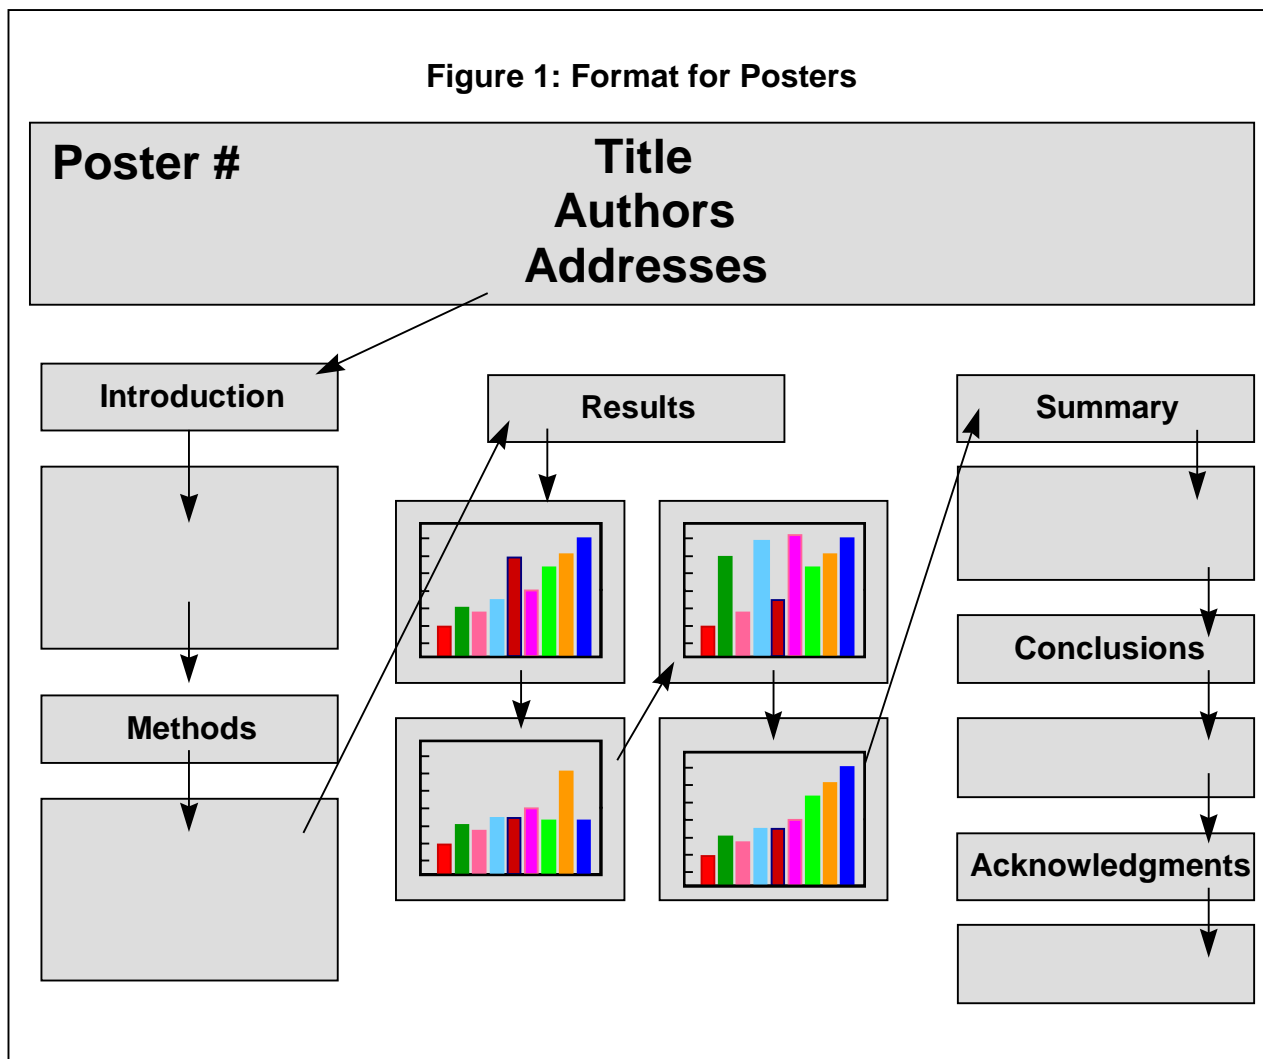 Figure 1: Format for Posters
Poster #
Title
Authors
Addresses
Introduction
Methods
Results
Summary
Conclusions
Acknowledgments